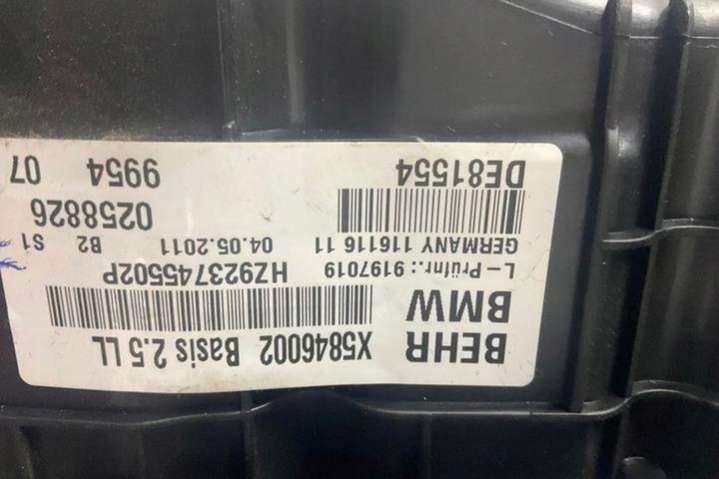 BEHR X5846002 Basis 2.5 LL
BMW
L-Prüfnr.: 9197019 HZ923745502P
GERMANY 116116 11 04.05.2011 B2 S1
0258826
DE81554 9954 07